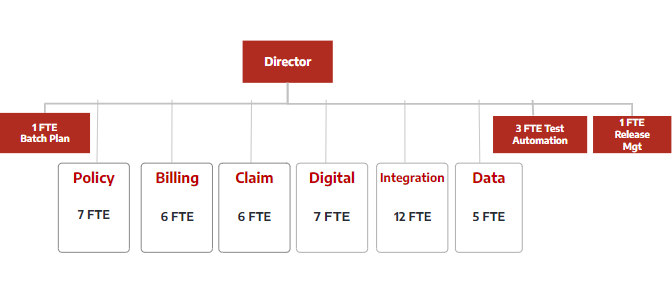 Director
1 FTE
Batch Plan
3 FTE Test
Automation
1 FTE
Release
Mgt
Policy
7 FTE
Billing
6 FTE
Claim
6 FTE
Digital
7 FTE
Integration
12 FTE
Data
5 FTE